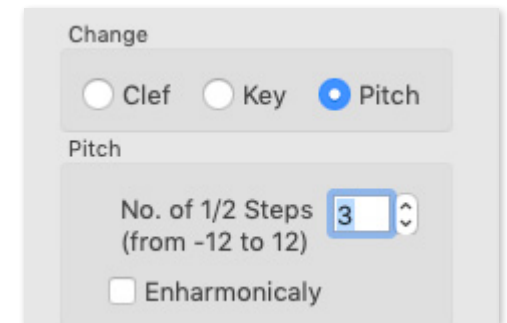 Change
Clef Key Pitch
Pitch
No. of 1/2 Steps 3
(from -12 to 12)
Enharmonicaly